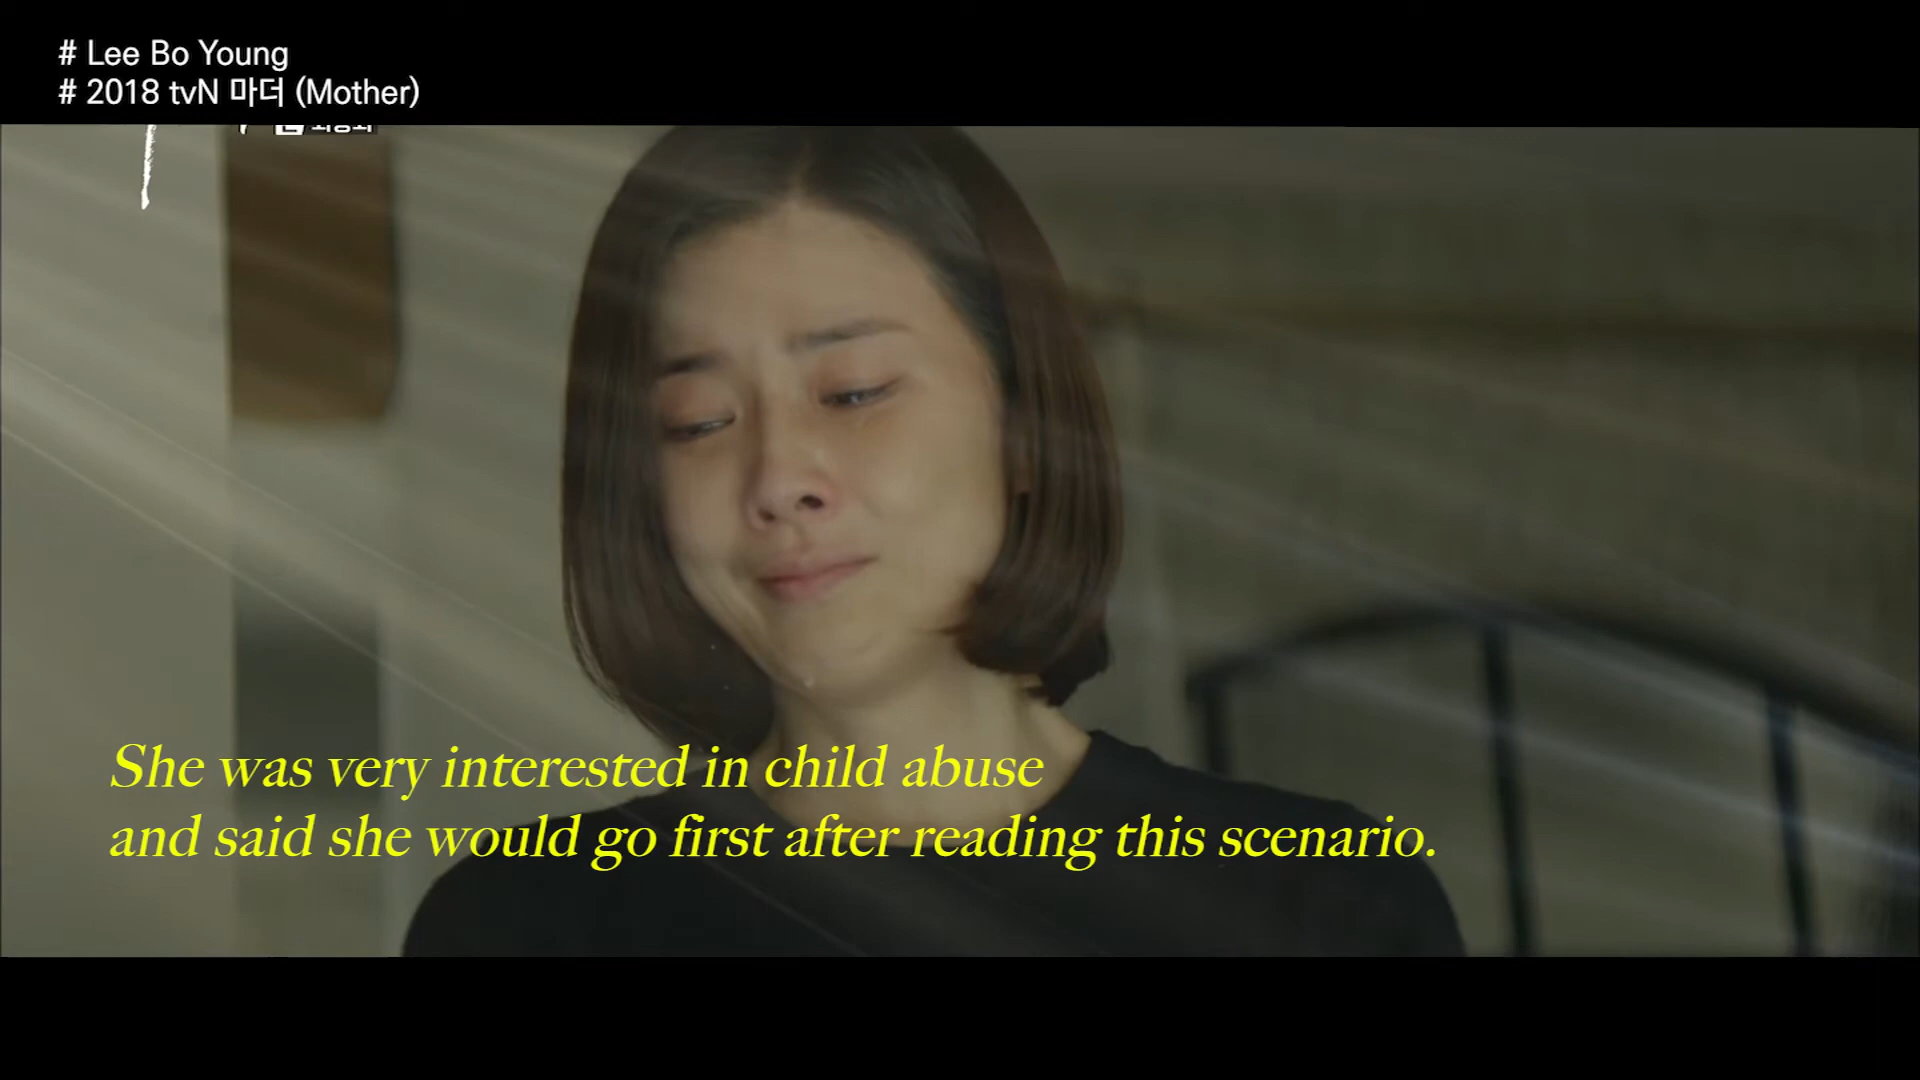 # Lee Bo Young
# 2018 tvN 마더 (Mother)
She was very interested in child abuse
and said she would go first after reading this scenario.